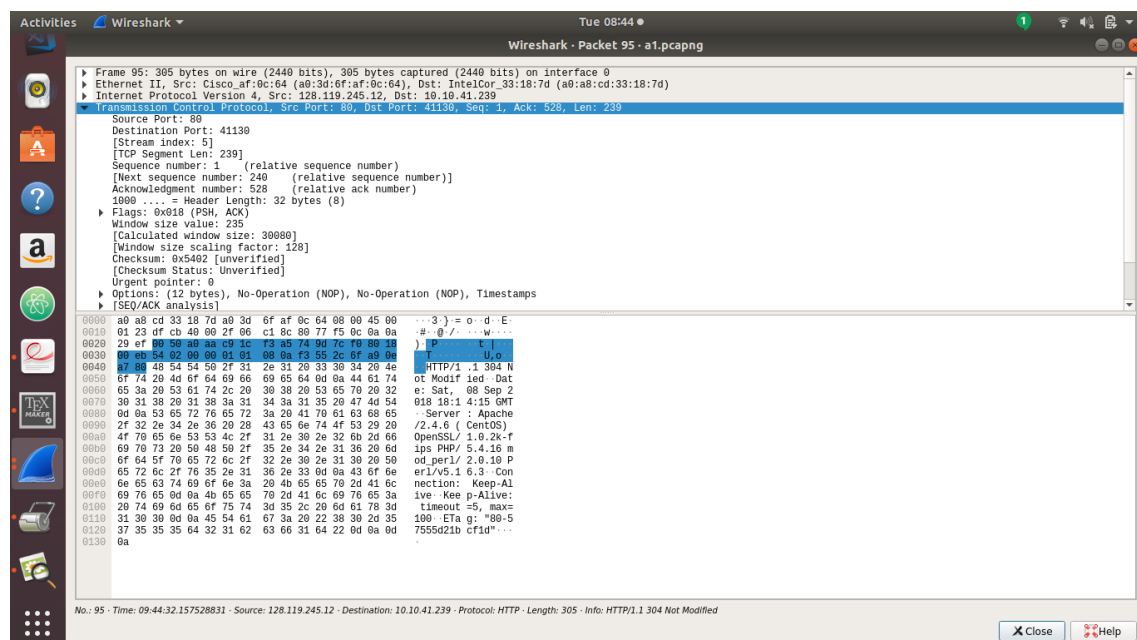 Activities Wireshark Tue 08:44 1
Wireshark · Packet 95 · a1.pcapng
Frame 95: 305 bytes on wire (2440 bits), 305 bytes captured (2440 bits) on interface 0
Ethernet II, Src: Cisco_af:0c:64 (a0:3d:6f:af:0c:64), Dst: IntelCor_33:18:7d (a0:a8:cd:33:18:7d)
Internet Protocol Version 4, Src: 128.119.245.12, Dst: 10.10.41.239
Transmission Control Protocol, Src Port: 80, Dst Port: 41130, Seq: 1, Ack: 528, Len: 239
Source Port: 80
Destination Port: 41130
[Stream index: 5]
[TCP Segment Len: 239]
Sequence number: 1 (relative sequence number)
[Next sequence number: 240 (relative sequence number)]
Acknowledgment number: 528 (relative ack number)
1000 .... = Header Length: 32 bytes (8)
Flags: 0x018 (PSH, ACK)
Window size value: 235
[Calculated window size: 30080]
[Window size scaling factor: 128]
Checksum: 0x5402 [unverified]
[Checksum Status: Unverified]
Urgent pointer: 0
Options: (12 bytes), No-Operation (NOP), No-Operation (NOP), Timestamps
[SEQ/ACK analysis]
0000 a0 a8 cd 33 18 7d a0 3d 6f af 0c 64 08 00 45 00 ···3·}·= o··d··E·
0010 01 23 df cb 40 00 2f 06 c1 8c 80 77 f5 0c 0a 0a ·#··@·/· ···w····
0020 29 ef 00 50 a0 aa c9 1c f3 a5 74 9d 7c f0 80 18 )··P···· ··t·|···
0030 00 eb 54 02 00 00 01 01 08 0a f3 55 2c 6f a9 0e ··T····· ···U,o··
0040 a7 80 48 54 54 50 2f 31 2e 31 20 33 30 34 20 4e ··HTTP/1 .1 304 N
0050 6f 74 20 4d 6f 64 69 66 69 65 64 0d 0a 44 61 74 ot Modif ied··Dat
0060 65 3a 20 53 61 74 2c 20 30 38 20 53 65 70 20 32 e: Sat, 08 Sep 2
0070 30 31 38 20 31 38 3a 31 34 3a 31 35 20 47 4d 54 018 18:1 4:15 GMT
0080 0d 0a 53 65 72 76 65 72 3a 20 41 70 61 63 68 65 ··Server : Apache
0090 2f 32 2e 34 2e 36 20 28 43 65 6e 74 4f 53 29 20 /2.4.6 ( CentOS)
00a0 4f 70 65 6e 53 53 4c 2f 31 2e 30 2e 32 6b 2d 66 OpenSSL/ 1.0.2k-f
00b0 69 70 73 20 50 48 50 2f 35 2e 34 2e 31 36 20 6d ips PHP/ 5.4.16 m
00c0 6f 64 5f 70 65 72 6c 2f 32 2e 30 2e 31 30 20 50 od_perl/ 2.0.10 P
00d0 65 72 6c 2f 76 35 2e 31 36 2e 33 0d 0a 43 6f 6e erl/v5.1 6.3··Con
00e0 6e 65 63 74 69 6f 6e 3a 20 4b 65 65 70 2d 41 6c nection: Keep-Al
00f0 69 76 65 0d 0a 4b 65 65 70 2d 41 6c 69 76 65 3a ive··Kee p-Alive:
0100 20 74 69 6d 65 6f 75 74 3d 35 2c 20 6d 61 78 3d timeout =5, max=
0110 31 30 30 0d 0a 45 54 61 67 3a 20 22 38 30 2d 35 100··ETa g: "80-5
0120 37 35 35 35 64 32 31 62 63 66 31 64 22 0d 0a 0d 7555d21b cf1d"···
0130 0a ·
No.: 95 · Time: 09:44:32.157528831 · Source: 128.119.245.12 · Destination: 10.10.41.239 · Protocol: HTTP · Length: 305 · Info: HTTP/1.1 304 Not Modified
Close Help
TEX
MAKER